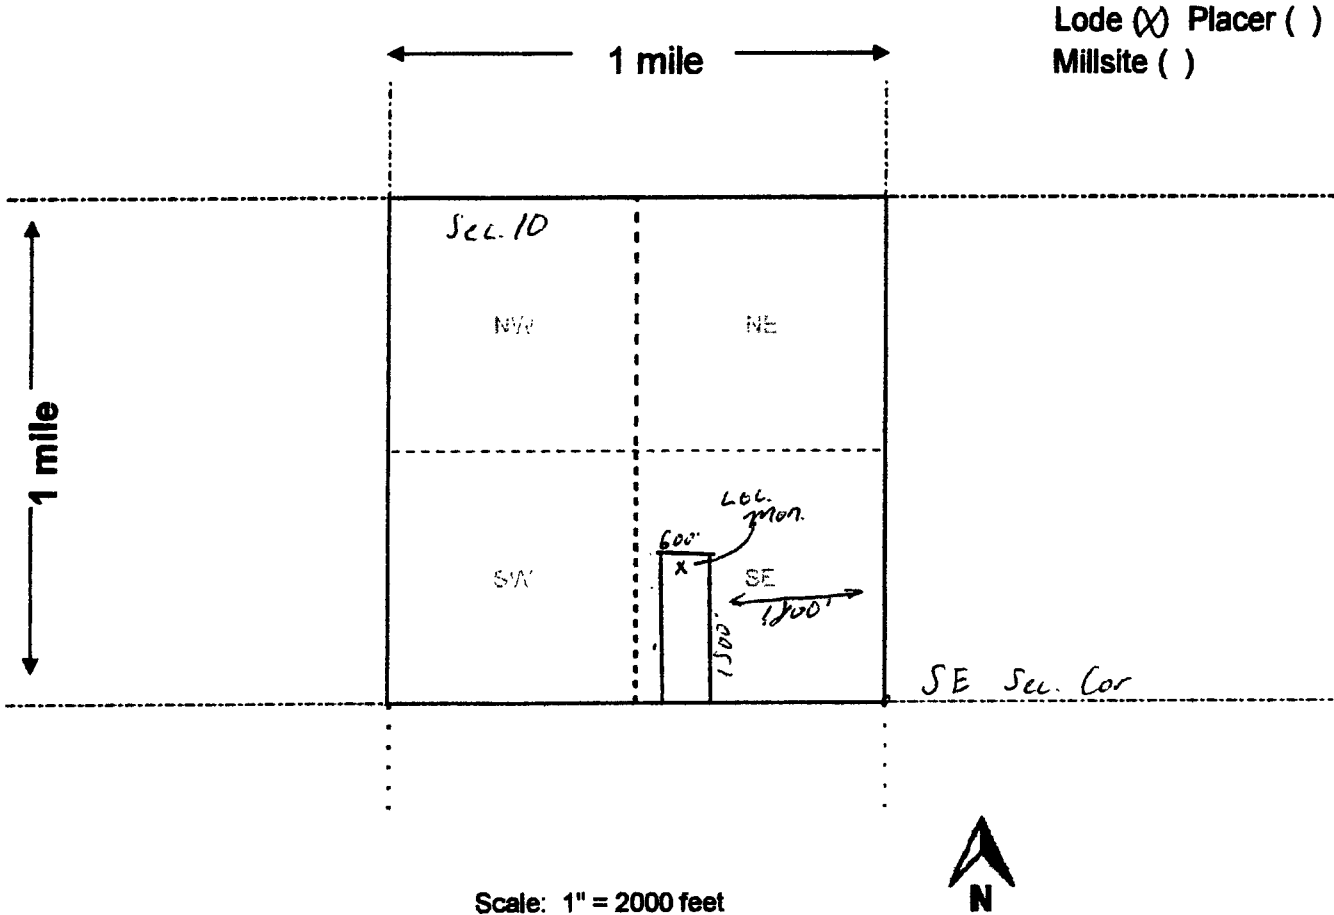 Lode (X) Placer ( )
Millsite ( )
1 mile
Sec. 10
NW
NE
1 mile
Loc.
Mon.
600'
X
SW
SE
1800'
1500'
SE Sec. Cor
N
Scale: 1" = 2000 feet